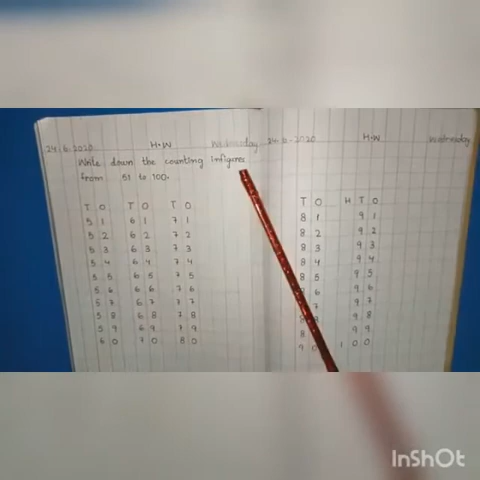 24.6.2020 H.W Wednesday
Write down the counting in figures
from 51 to 100.
T O T O T O
5 1 6 1 7 1
5 2 6 2 7 2
5 3 6 3 7 3
5 4 6 4 7 4
5 5 6 5 7 5
5 6 6 6 7 6
5 7 6 7 7 7
5 8 6 8 7 8
5 9 6 9 7 9
6 0 7 0 8 0
24.6.2020 H.W Wednesday
T O H T O
8 1 9 1
8 2 9 2
8 3 9 3
8 4 9 4
8 5 9 5
6 9 6
7 9 7
9 8
8 9 9
9 0 1 0 0
InShOt